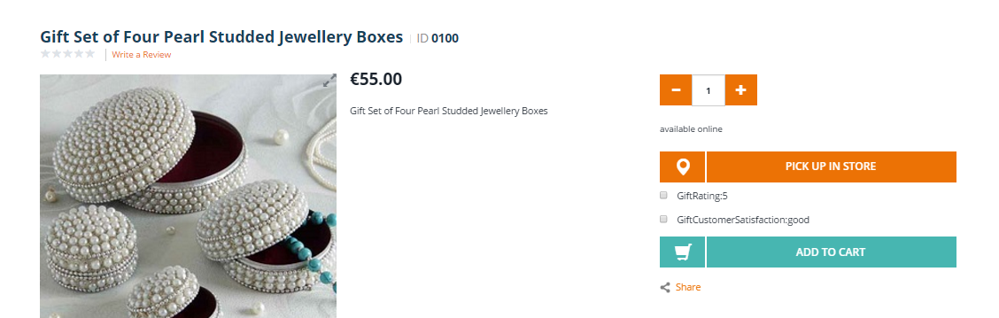 Gift Set of Four Pearl Studded Jewellery Boxes | ID 0100
Write a Review
€55.00
Gift Set of Four Pearl Studded Jewellery Boxes
1
available online
PICK UP IN STORE
GiftRating:5
GiftCustomerSatisfaction:good
ADD TO CART
Share